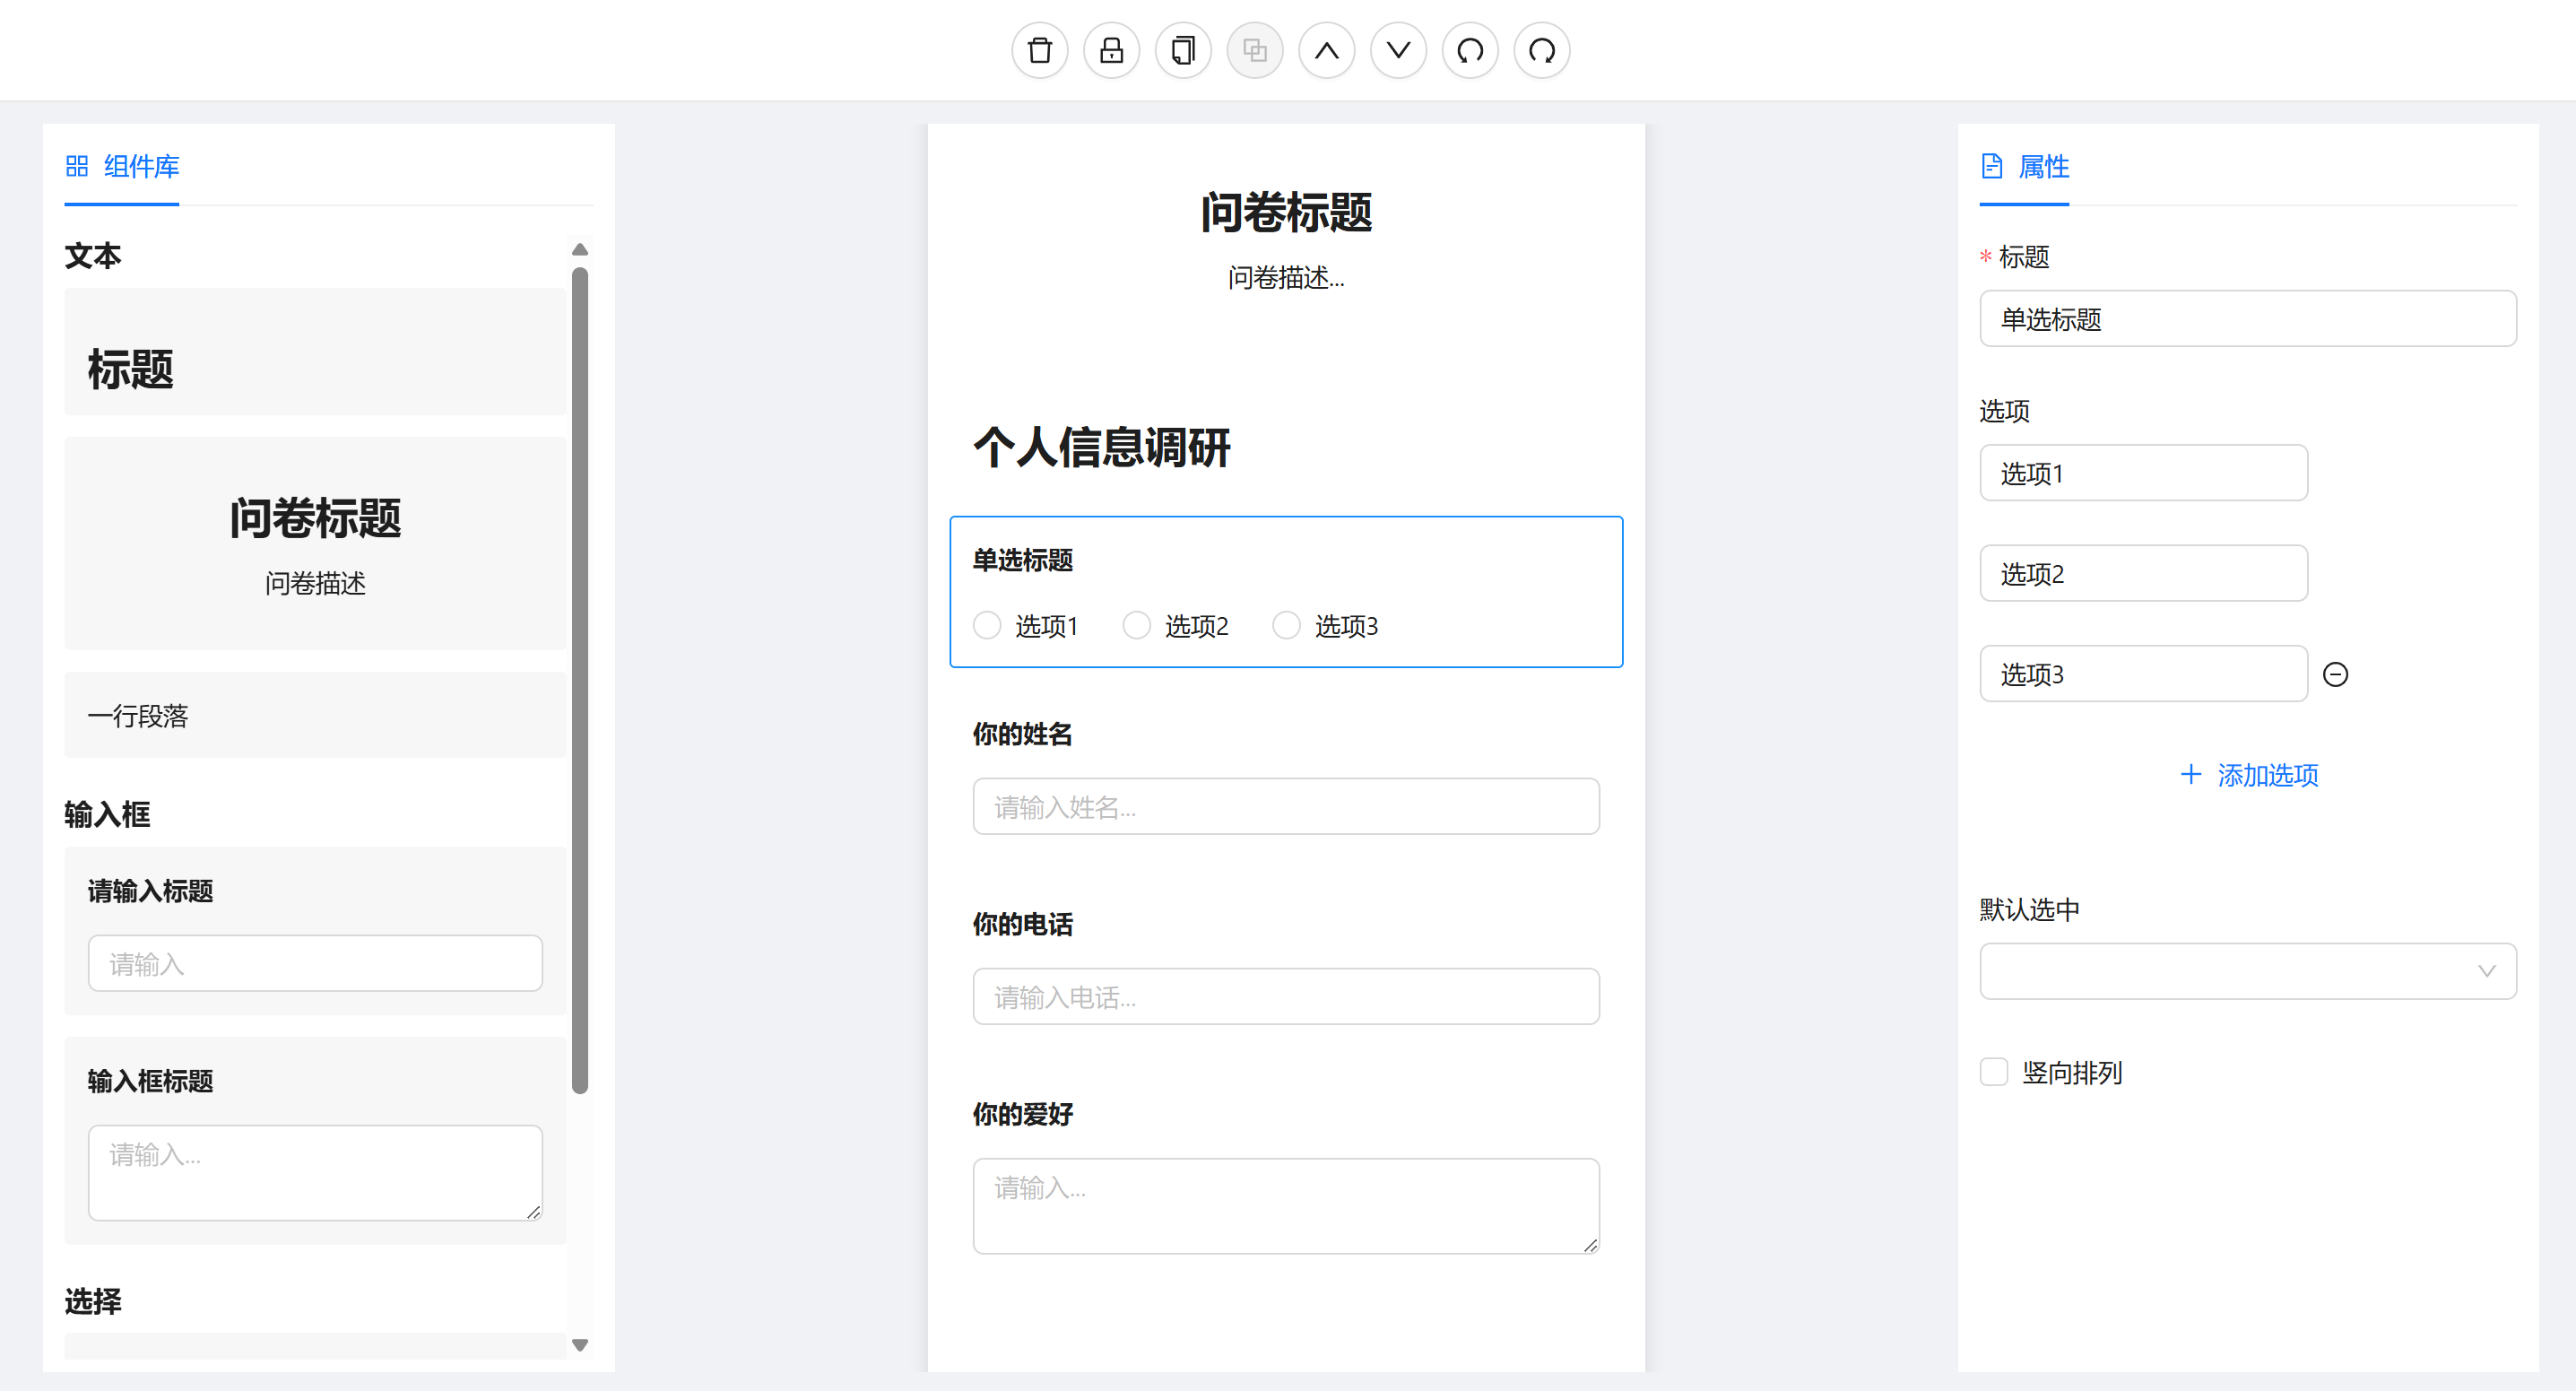 组件库
文本
标题
问卷标题
问卷描述
一行段落
输入框
请输入标题
请输入
输入框标题
请输入...
选择
问卷标题
问卷描述...
个人信息调研
单选标题
选项1 选项2 选项3
你的姓名
请输入姓名...
你的电话
请输入电话...
你的爱好
请输入...
属性
* 标题
单选标题
选项
选项1
选项2
选项3
添加选项
默认选中
竖向排列